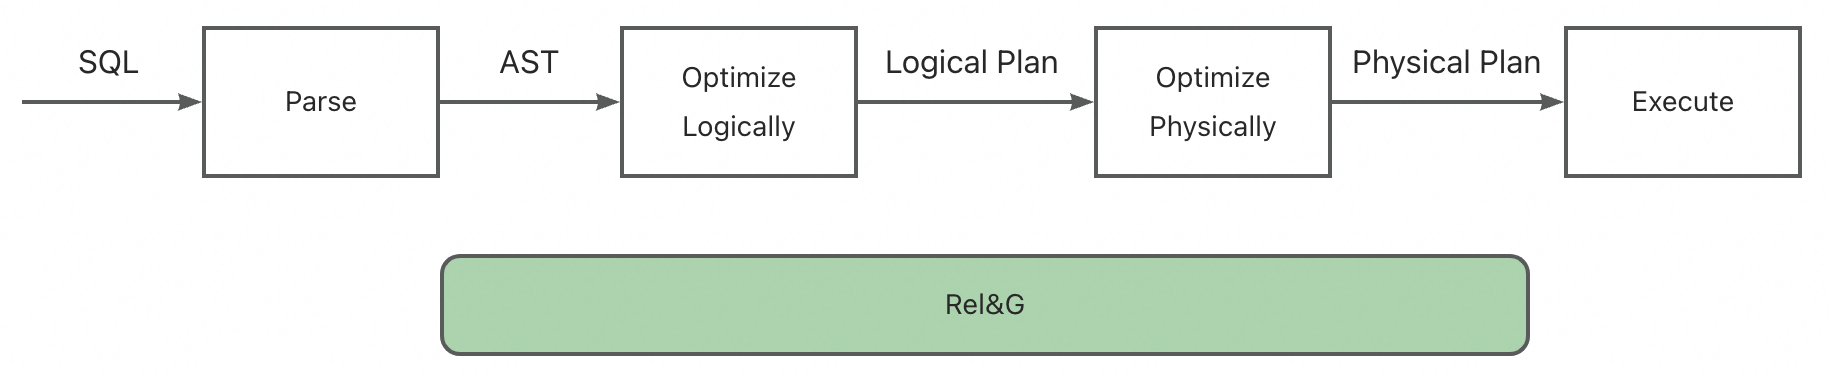 SQL
Parse
AST
Optimize
Logically
Logical Plan
Optimize
Physically
Physical Plan
Execute
Rel&G